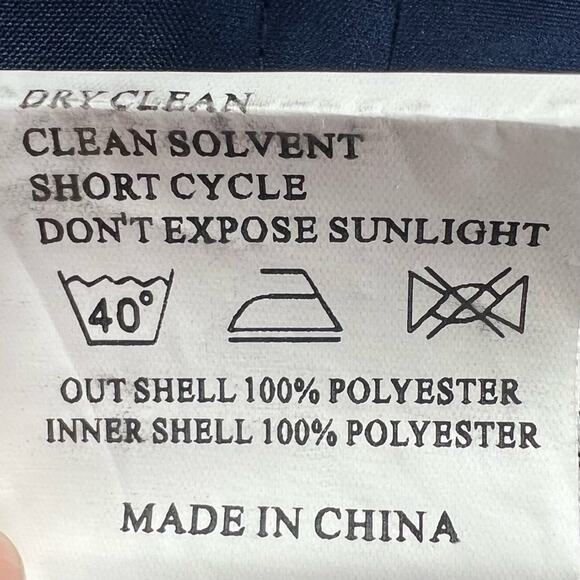 DRY CLEAN
CLEAN SOLVENT
SHORT CYCLE
DON'T EXPOSE SUNLIGHT
40°
OUT SHELL 100% POLYESTER
INNER SHELL 100% POLYESTER
MADE IN CHINA